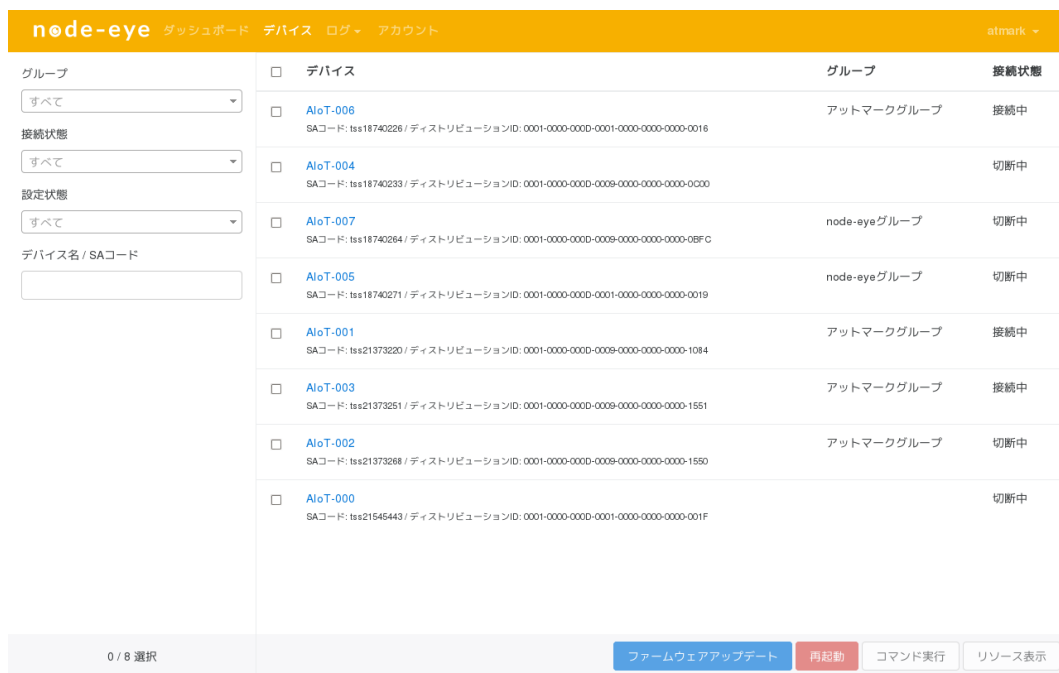 node-eye ダッシュボード デバイス ログ アカウント atmark
グループ
すべて
接続状態
すべて
設定状態
すべて
デバイス名 / SAコード
デバイス グループ 接続状態
AIoT-006 アットマークグループ 接続中
SAコード: tss18740226 / ディストリビューションID: 0001-0000-000D-0001-0000-0000-0000-0016
AIoT-004 切断中
SAコード: tss18740233 / ディストリビューションID: 0001-0000-000D-0009-0000-0000-0000-0C00
AIoT-007 node-eyeグループ 切断中
SAコード: tss18740264 / ディストリビューションID: 0001-0000-000D-0009-0000-0000-0000-0BFC
AIoT-005 node-eyeグループ 切断中
SAコード: tss18740271 / ディストリビューションID: 0001-0000-000D-0001-0000-0000-0000-0019
AIoT-001 アットマークグループ 接続中
SAコード: tss21373220 / ディストリビューションID: 0001-0000-000D-0009-0000-0000-0000-1084
AIoT-003 アットマークグループ 接続中
SAコード: tss21373251 / ディストリビューションID: 0001-0000-000D-0009-0000-0000-0000-1551
AIoT-002 アットマークグループ 切断中
SAコード: tss21373268 / ディストリビューションID: 0001-0000-000D-0009-0000-0000-0000-1550
AIoT-000 切断中
SAコード: tss21545443 / ディストリビューションID: 0001-0000-000D-0001-0000-0000-0000-001F
0 / 8 選択 ファームウェアアップデート 再起動 コマンド実行 リソース表示